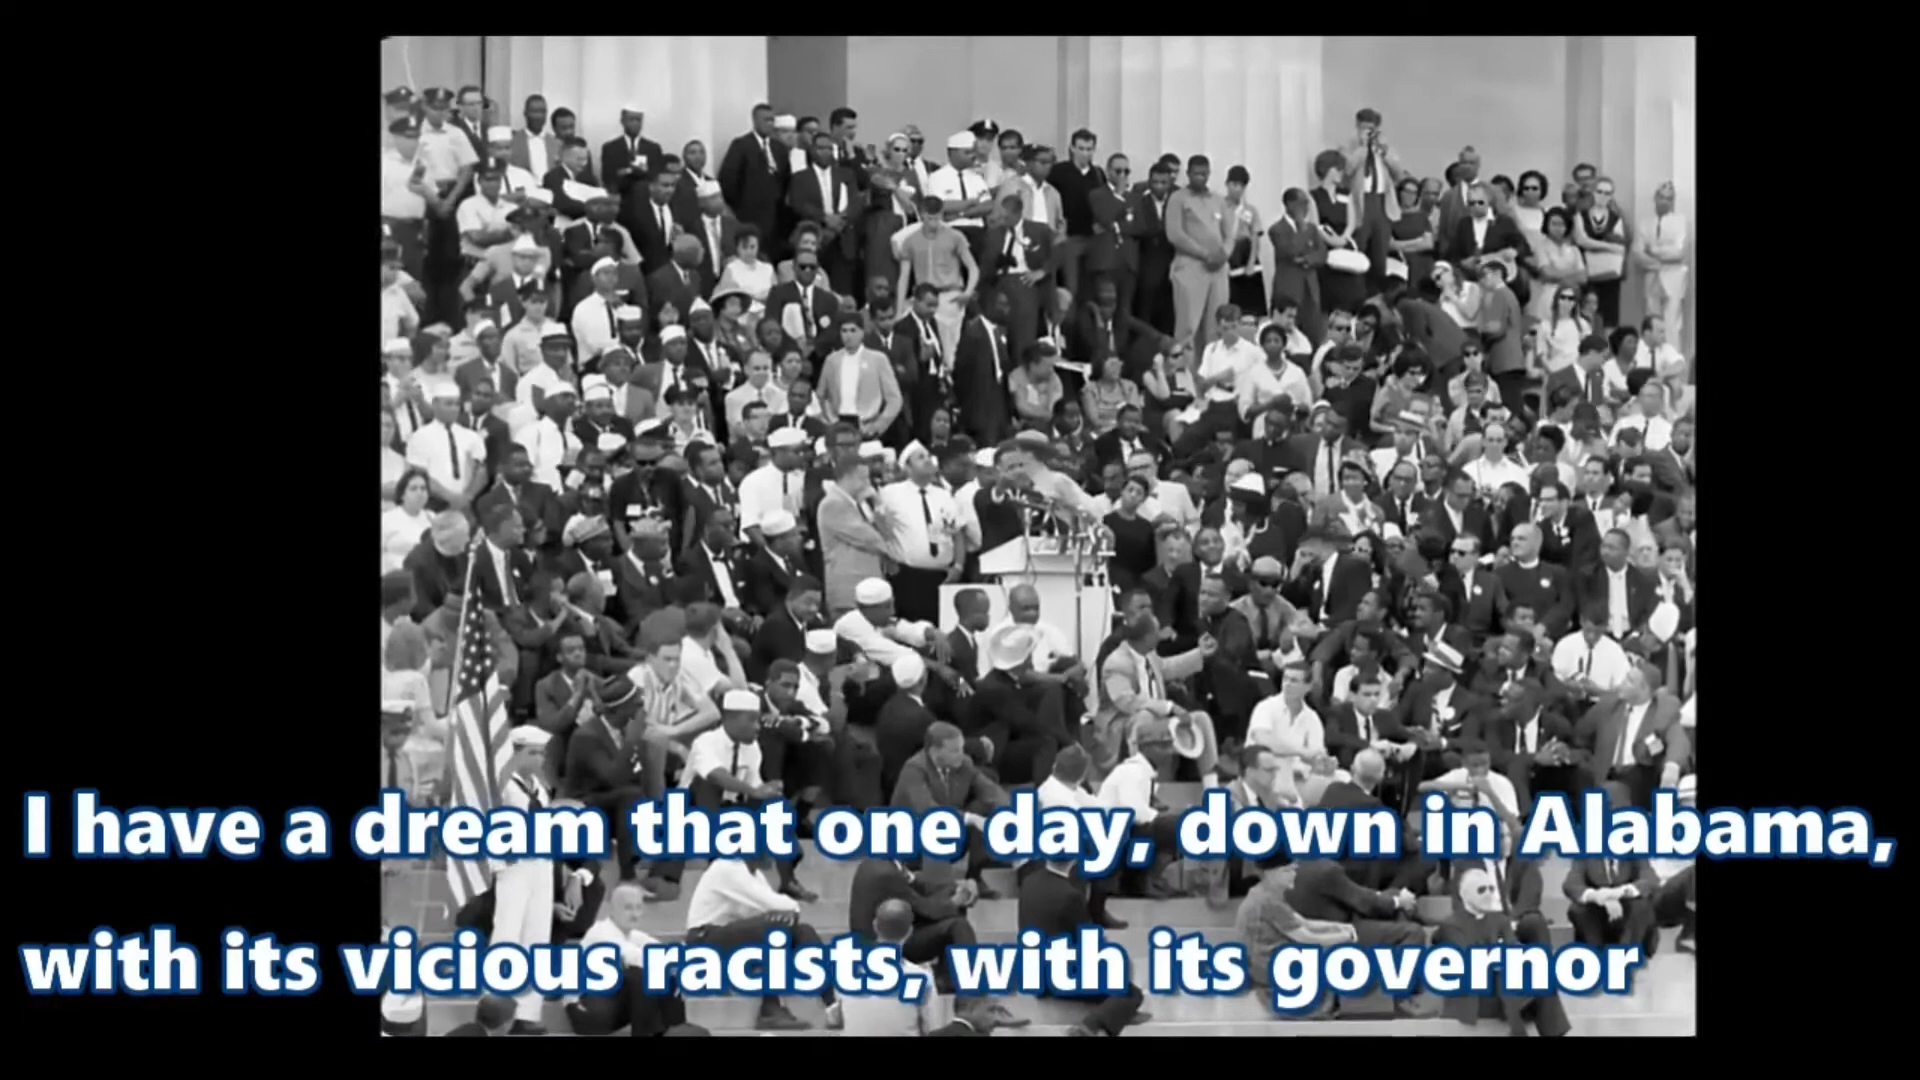 I have a dream that one day, down in Alabama,
with its vicious racists, with its governor